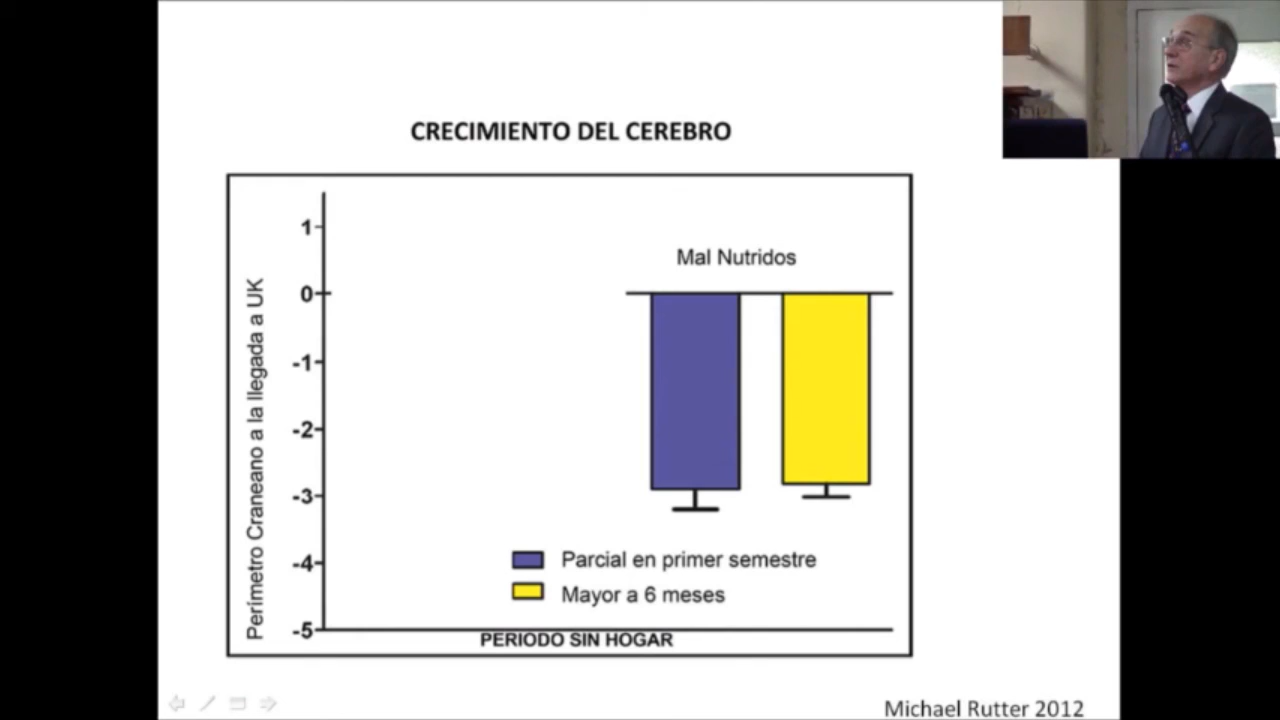 CRECIMIENTO DEL CEREBRO
Perímetro Craneano a la llegada a UK
1
0
-1
-2
-3
-4
-5
Mal Nutridos
Parcial en primer semestre
Mayor a 6 meses
PERIODO SIN HOGAR
Michael Rutter 2012